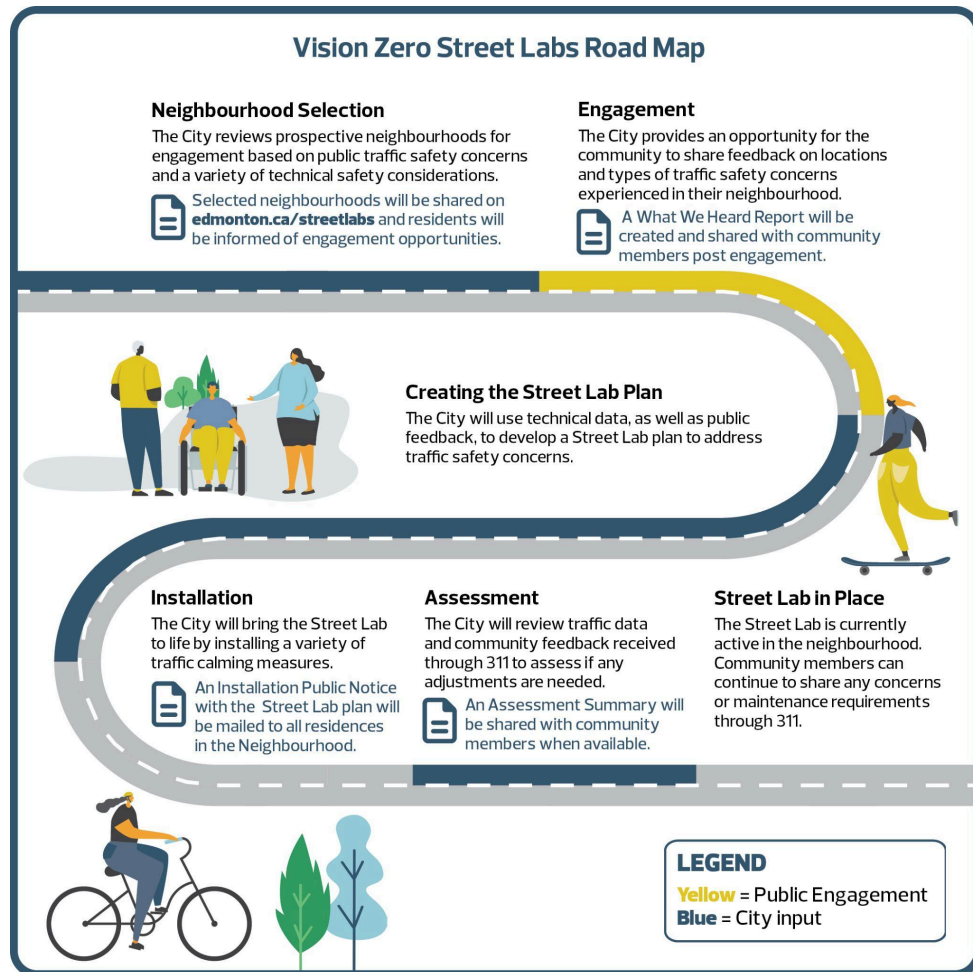 Vision Zero Street Labs Road Map
Neighbourhood Selection
The City reviews prospective neighbourhoods for
engagement based on public traffic safety concerns
and a variety of technical safety considerations.
Selected neighbourhoods will be shared on
edmonton.ca/streetlabs and residents will
be informed of engagement opportunities.
Engagement
The City provides an opportunity for the
community to share feedback on locations
and types of traffic safety concerns
experienced in their neighbourhood.
A What We Heard Report will be
created and shared with community
members post engagement.
Creating the Street Lab Plan
The City will use technical data, as well as public
feedback, to develop a Street Lab plan to address
traffic safety concerns.
Installation
The City will bring the Street Lab
to life by installing a variety of
traffic calming measures.
An Installation Public Notice
with the Street Lab plan will
be mailed to all residences
in the Neighbourhood.
Assessment
The City will review traffic data
and community feedback received
through 311 to assess if any
adjustments are needed.
An Assessment Summary will
be shared with community
members when available.
Street Lab in Place
The Street Lab is currently
active in the neighbourhood.
Community members can
continue to share any concerns
or maintenance requirements
through 311.
LEGEND
Yellow = Public Engagement
Blue = City input